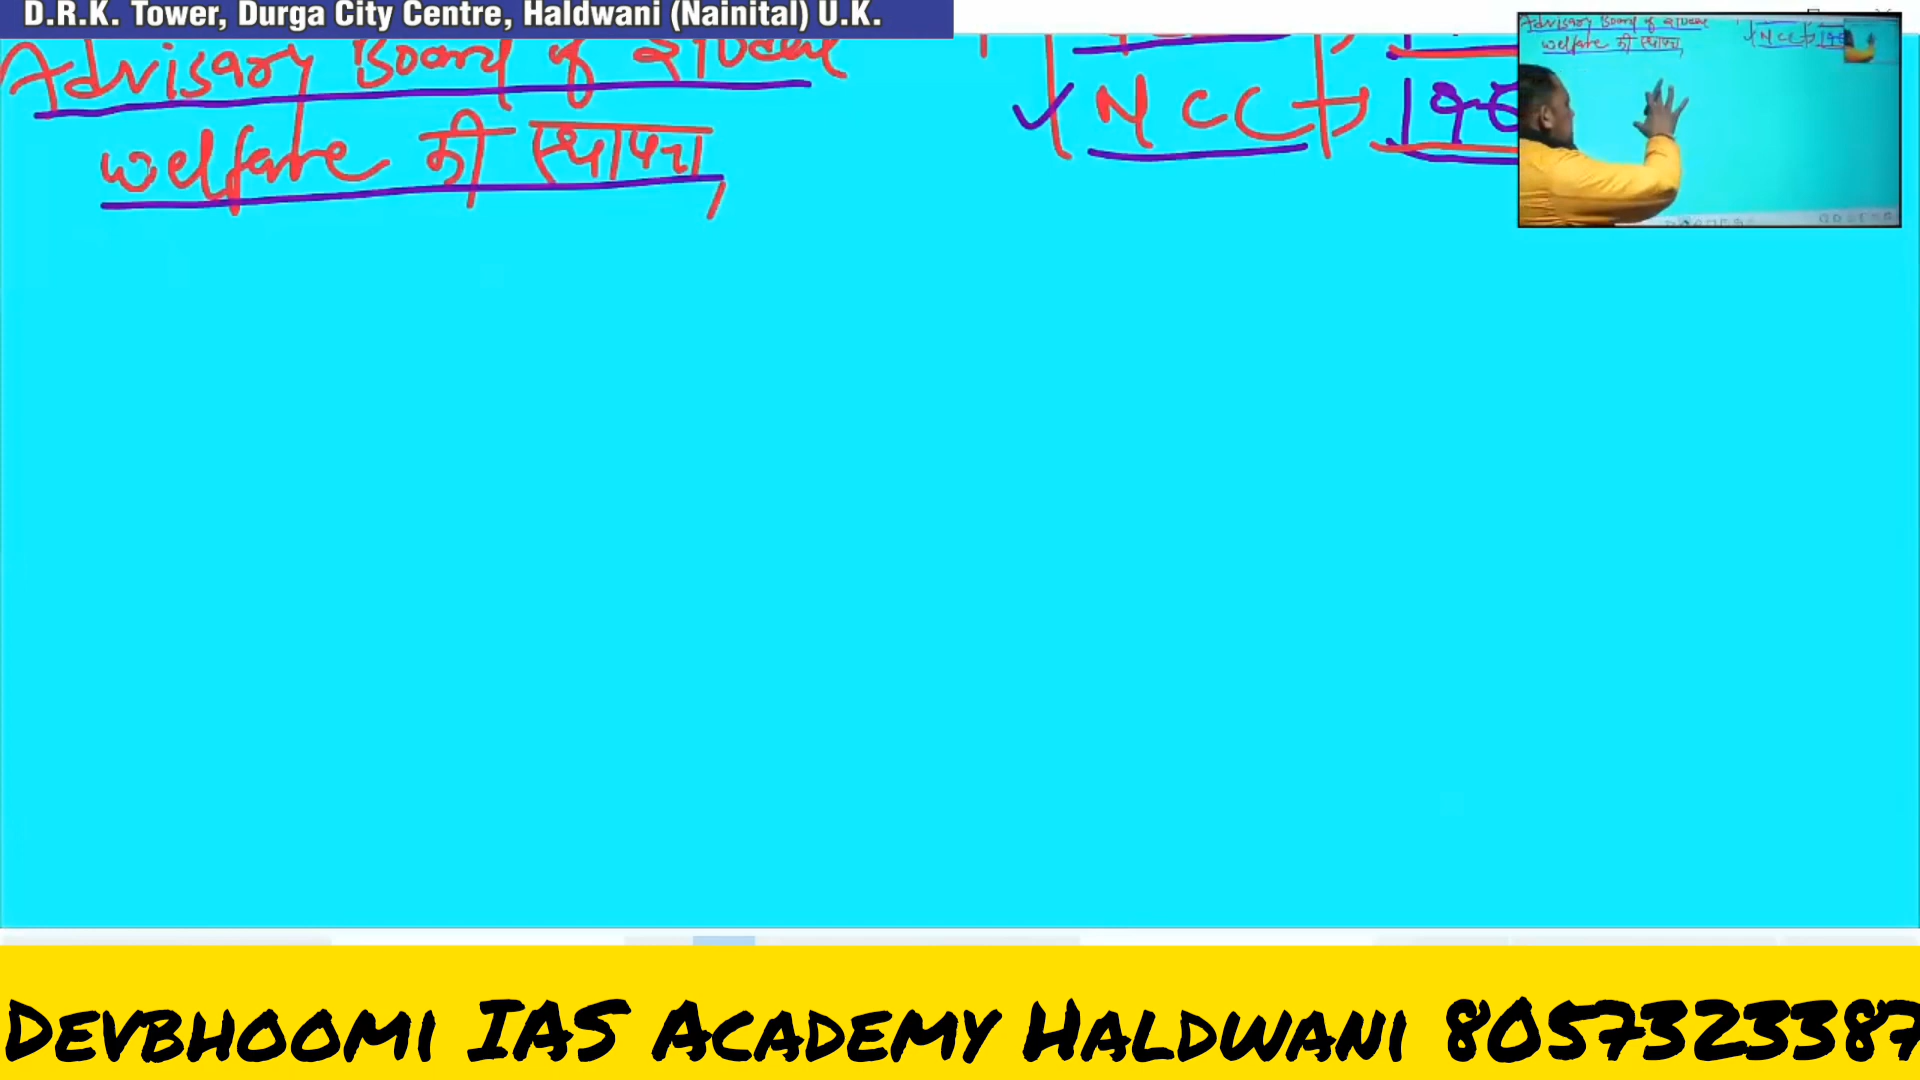 D.R.K. Tower, Durga City Centre, Haldwani (Nainital) U.K.
Advisory Board of Student
welfare की स्थापना,
NCC
DEVBHOOMI IAS ACADEMY HALDWANI 8057323387